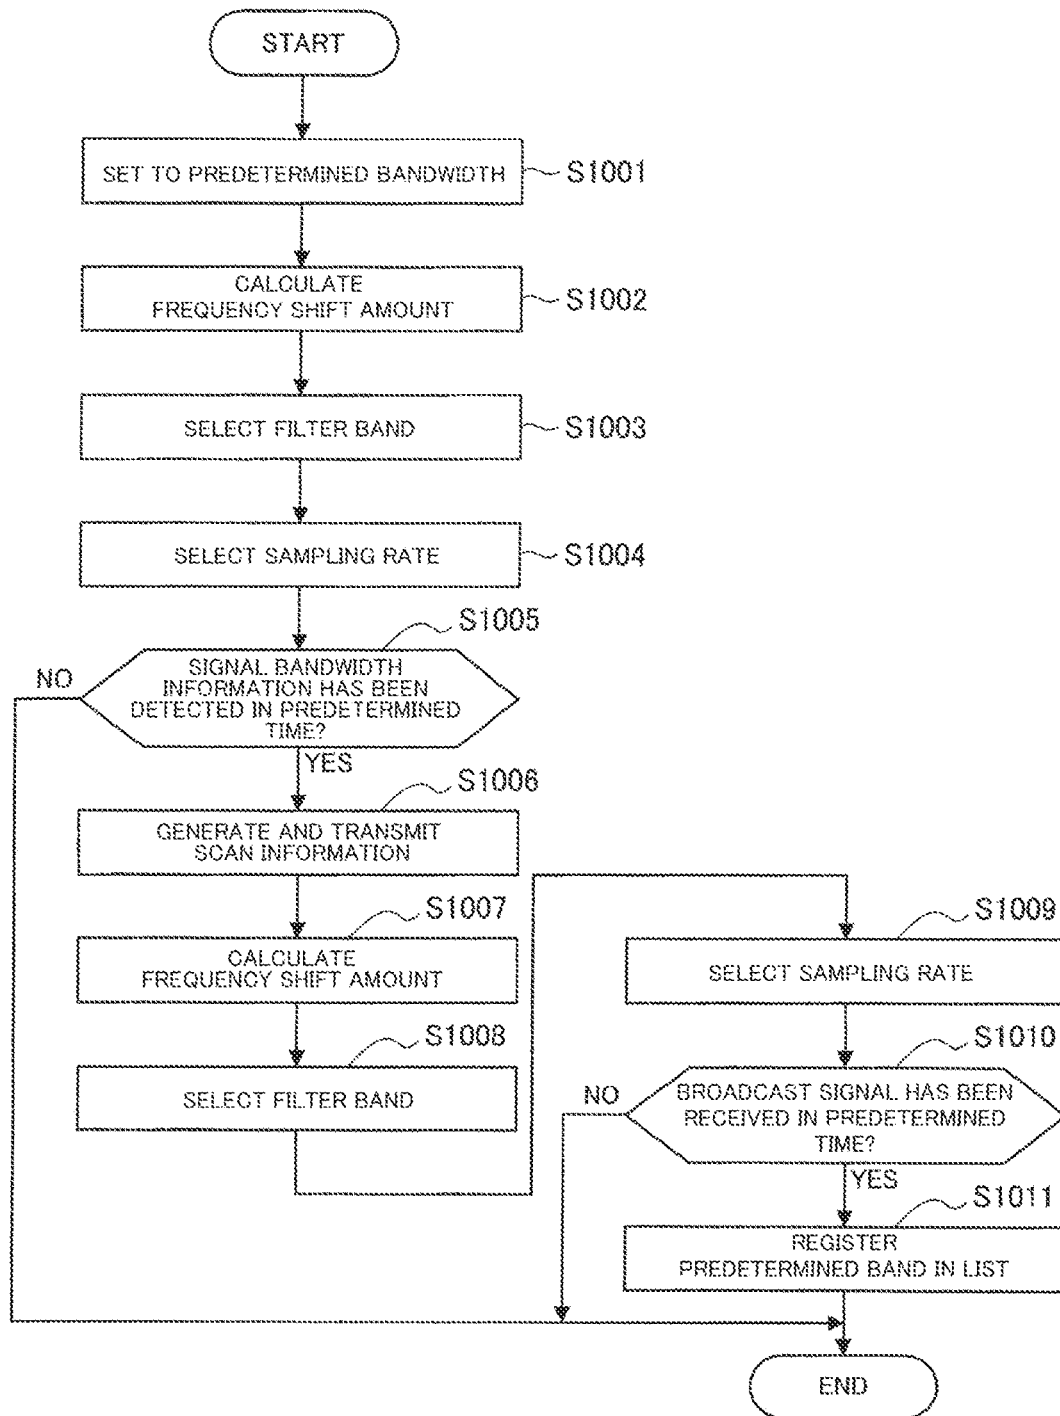 START
SET TO PREDETERMINED BANDWIDTH
S1001
CALCULATE
FREQUENCY SHIFT AMOUNT
S1002
SELECT FILTER BAND
S1003
SELECT SAMPLING RATE
S1004
S1005
SIGNAL BANDWIDTH
INFORMATION HAS BEEN
DETECTED IN PREDETERMINED
TIME?
NO
YES
S1006
GENERATE AND TRANSMIT
SCAN INFORMATION
S1007
CALCULATE
FREQUENCY SHIFT AMOUNT
S1008
SELECT FILTER BAND
S1009
SELECT SAMPLING RATE
S1010
BROADCAST SIGNAL HAS BEEN
RECEIVED IN PREDETERMINED
TIME?
NO
YES
S1011
REGISTER
PREDETERMINED BAND IN LIST
END